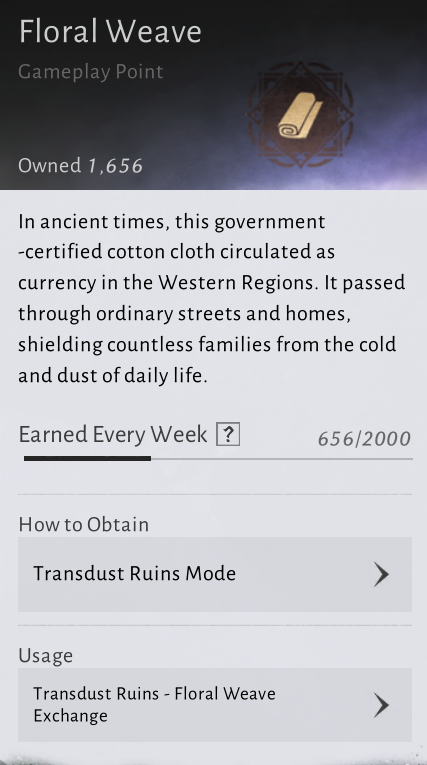 Floral Weave
Gameplay Point
Owned 1,656
In ancient times, this government
-certified cotton cloth circulated as
currency in the Western Regions. It passed
through ordinary streets and homes,
shielding countless families from the cold
and dust of daily life.
Earned Every Week ? 656/2000
How to Obtain
Transdust Ruins Mode
Usage
Transdust Ruins - Floral Weave
Exchange